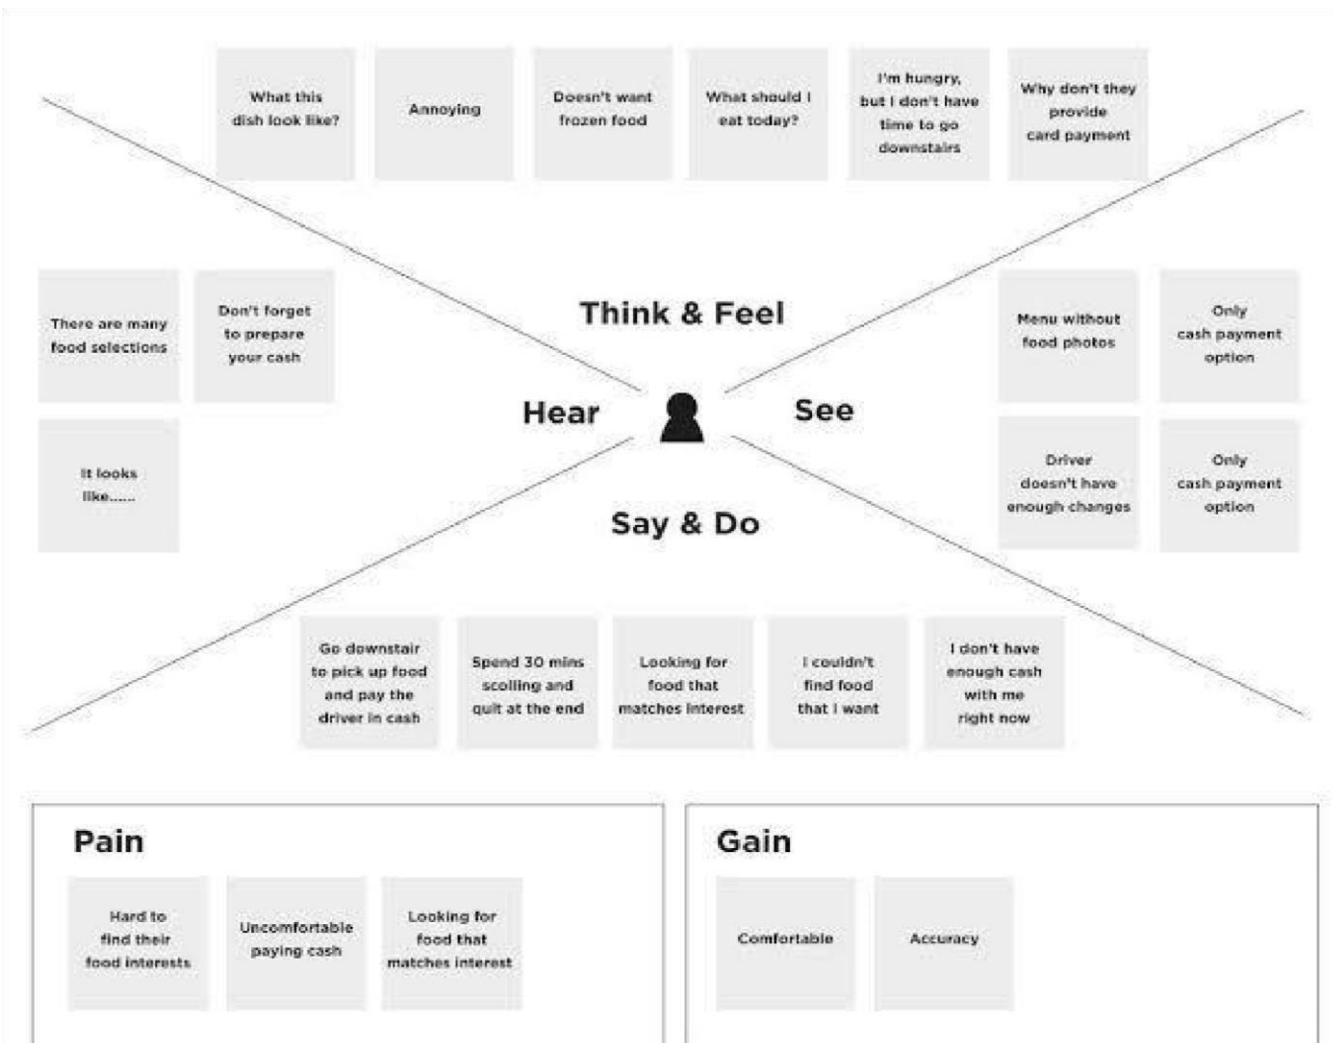 What this
dish look like?
Annoying
Doesn't want
frozen food
What should I
eat today?
I'm hungry,
but I don't have
time to go
downstairs
Why don't they
provide
card payment
Think & Feel
There are many
food selections
Don't forget
to prepare
your cash
It looks
like......
Hear
See
Menu without
food photos
Only
cash payment
option
Driver
doesn't have
enough changes
Only
cash payment
option
Say & Do
Go downstair
to pick up food
and pay the
driver in cash
Spend 30 mins
scolling and
quit at the end
Looking for
food that
matches interest
I couldn't
find food
that I want
I don't have
enough cash
with me
right now
Pain
Hard to
find their
food interests
Uncomfortable
paying cash
Looking for
food that
matches interest
Gain
Comfortable
Accuracy